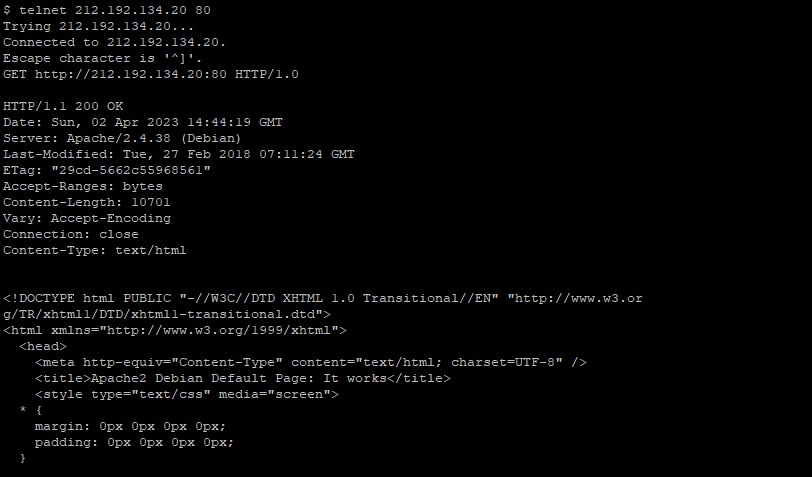 $ telnet 212.192.134.20 80
Trying 212.192.134.20...
Connected to 212.192.134.20.
Escape character is '^]'.
GET http://212.192.134.20:80 HTTP/1.0

HTTP/1.1 200 OK
Date: Sun, 02 Apr 2023 14:44:19 GMT
Server: Apache/2.4.38 (Debian)
Last-Modified: Tue, 27 Feb 2018 07:11:24 GMT
ETag: "29cd-5662c55968561"
Accept-Ranges: bytes
Content-Length: 10701
Vary: Accept-Encoding
Connection: close
Content-Type: text/html

<!DOCTYPE html PUBLIC "-//W3C//DTD XHTML 1.0 Transitional//EN" "http://www.w3.or
g/TR/xhtml1/DTD/xhtml1-transitional.dtd">
<html xmlns="http://www.w3.org/1999/xhtml">
  <head>
    <meta http-equiv="Content-Type" content="text/html; charset=UTF-8" />
    <title>Apache2 Debian Default Page: It works</title>
    <style type="text/css" media="screen">
  * {
    margin: 0px 0px 0px 0px;
    padding: 0px 0px 0px 0px;
  }